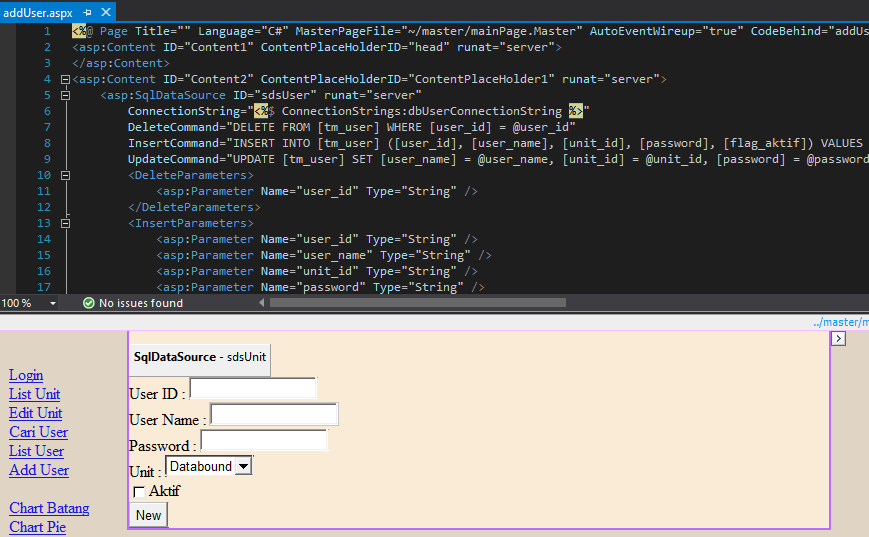 addUser.aspx
1 <%@ Page Title="" Language="C#" MasterPageFile="~/master/mainPage.Master" AutoEventWireup="true" CodeBehind="addUs
2 <asp:Content ID="Content1" ContentPlaceHolderID="head" runat="server">
3 </asp:Content>
4 <asp:Content ID="Content2" ContentPlaceHolderID="ContentPlaceHolder1" runat="server">
5 <asp:SqlDataSource ID="sdsUser" runat="server"
6 ConnectionString="<%$ ConnectionStrings:dbUserConnectionString %>"
7 DeleteCommand="DELETE FROM [tm_user] WHERE [user_id] = @user_id"
8 InsertCommand="INSERT INTO [tm_user] ([user_id], [user_name], [unit_id], [password], [flag_aktif]) VALUES
9 UpdateCommand="UPDATE [tm_user] SET [user_name] = @user_name, [unit_id] = @unit_id, [password] = @password
10 <DeleteParameters>
11 <asp:Parameter Name="user_id" Type="String" />
12 </DeleteParameters>
13 <InsertParameters>
14 <asp:Parameter Name="user_id" Type="String" />
15 <asp:Parameter Name="user_name" Type="String" />
16 <asp:Parameter Name="unit_id" Type="String" />
17 <asp:Parameter Name="password" Type="String" />
100 % No issues found
../master/m
SqlDataSource - sdsUnit
Login
List Unit
Edit Unit
Cari User
List User
Add User
Chart Batang
Chart Pie
User ID :
User Name :
Password :
Unit : Databound
Aktif
New